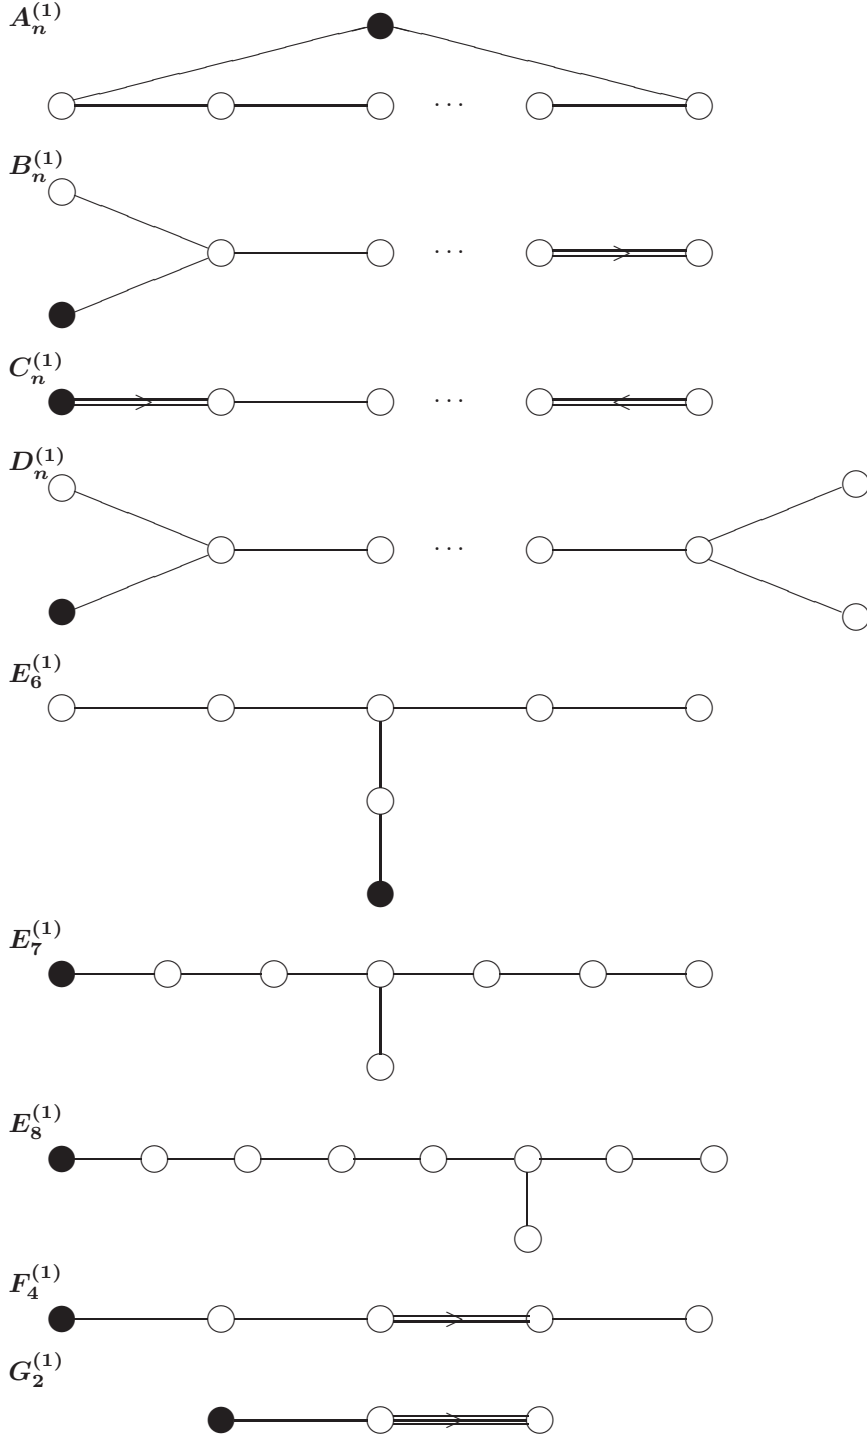 A_n^{(1)}
...
B_n^{(1)}
...
C_n^{(1)}
...
D_n^{(1)}
...
E_6^{(1)}
E_7^{(1)}
E_8^{(1)}
F_4^{(1)}
G_2^{(1)}